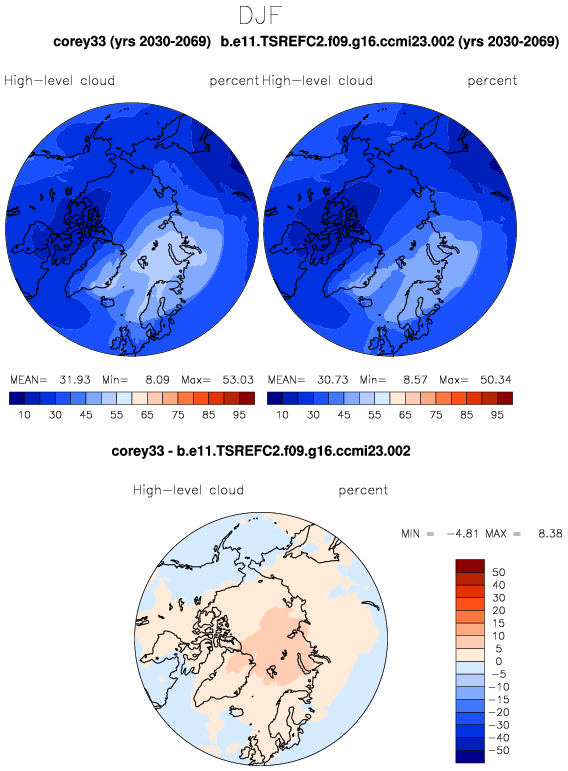 DJF
corey33 (yrs 2030-2069) b.e11.TSREFC2.f09.g16.ccmi23.002 (yrs 2030-2069)
High-level cloud percent High-level cloud percent
MEAN= 31.93 Min= 8.09 Max= 53.03 MEAN= 30.73 Min= 8.57 Max= 50.34
10 30 45 55 65 75 85 95 10 30 45 55 65 75 85 95
corey33 - b.e11.TSREFC2.f09.g16.ccmi23.002
High-level cloud percent
MIN = -4.81 MAX = 8.38
50
40
30
20
15
10
5
0
-5
-10
-15
-20
-30
-40
-50